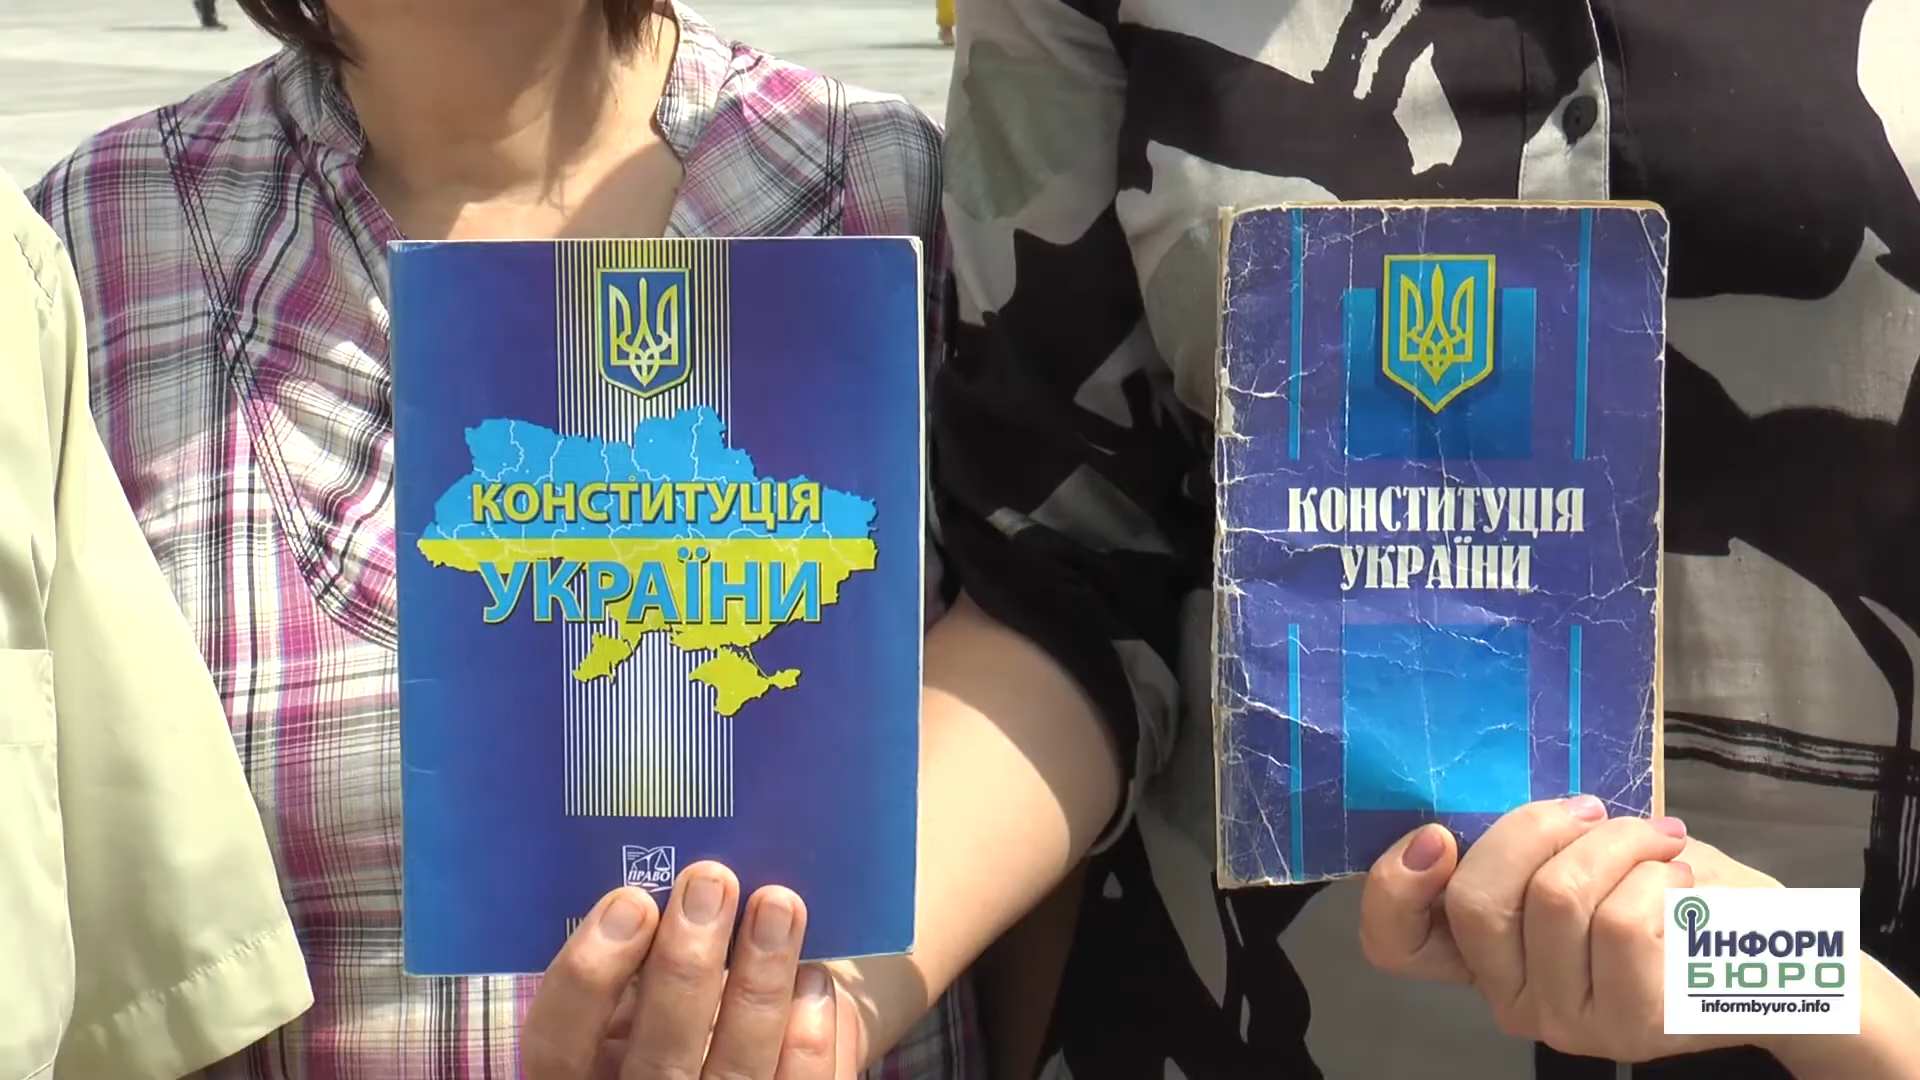 КОНСТИТУЦІЯ
УКРАЇНИ
ПРАВО
КОНСТИТУЦІЯ
УКРАЇНИ
ИНФОРМ
БЮРО
informbyuro.info